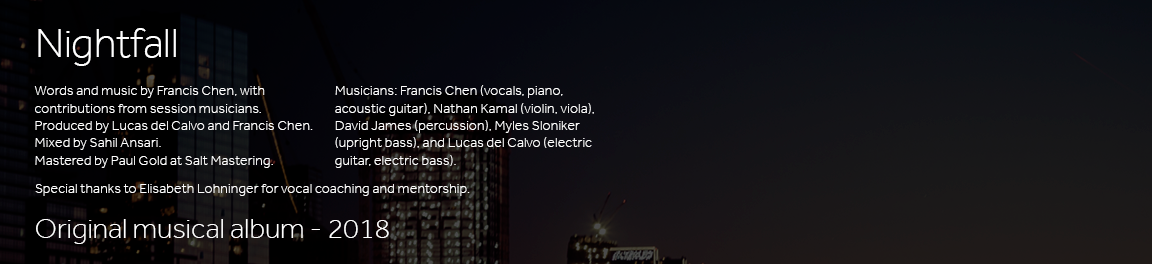 Nightfall
Words and music by Francis Chen, with
contributions from session musicians.
Produced by Lucas del Calvo and Francis Chen.
Mixed by Sahil Ansari.
Mastered by Paul Gold at Salt Mastering.
Musicians: Francis Chen (vocals, piano,
acoustic guitar), Nathan Kamal (violin, viola),
David James (percussion), Myles Sloniker
(upright bass), and Lucas del Calvo (electric
guitar, electric bass).
Special thanks to Elisabeth Lohninger for vocal coaching and mentorship.
Original musical album - 2018